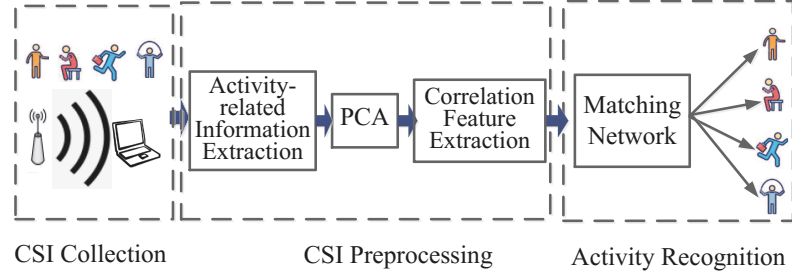 Activity-
related
Information
Extraction
PCA
Correlation
Feature
Extraction
Matching
Network
CSI Collection
CSI Preprocessing
Activity Recognition